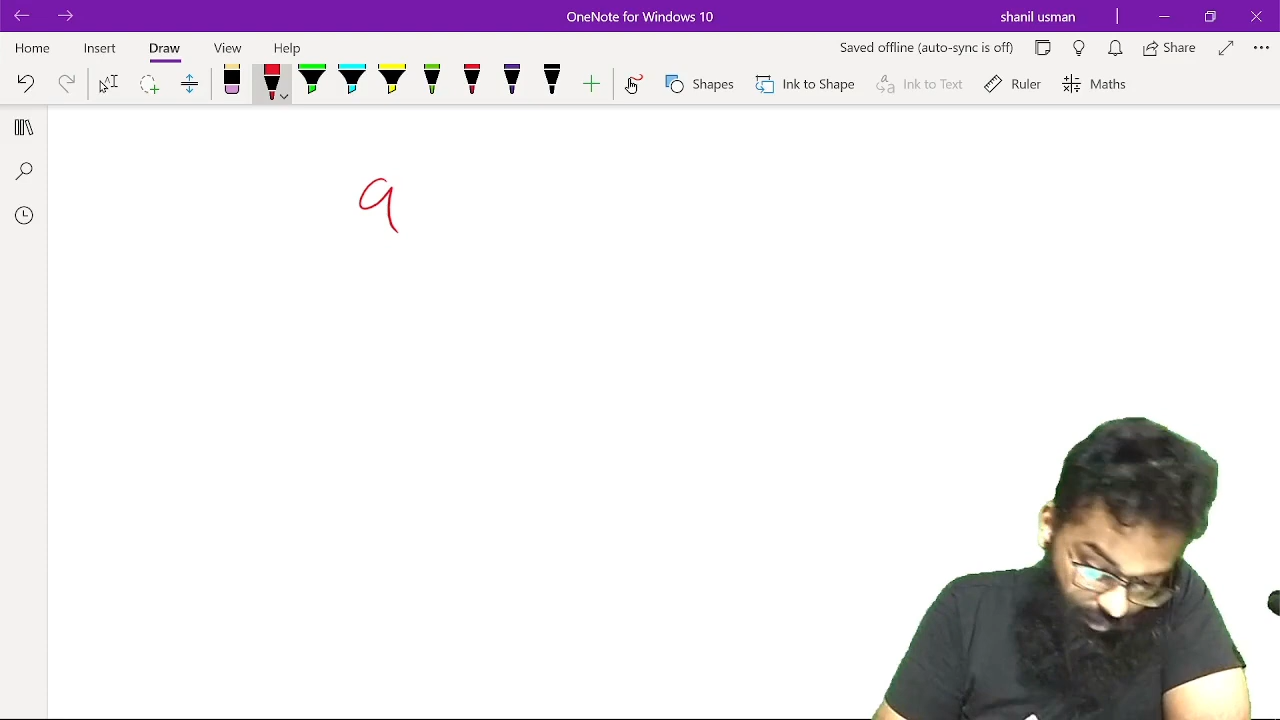 OneNote for Windows 10 shanil usman
Home Insert Draw View Help Saved offline (auto-sync is off) Share
Shapes Ink to Shape Ink to Text Ruler Maths
9